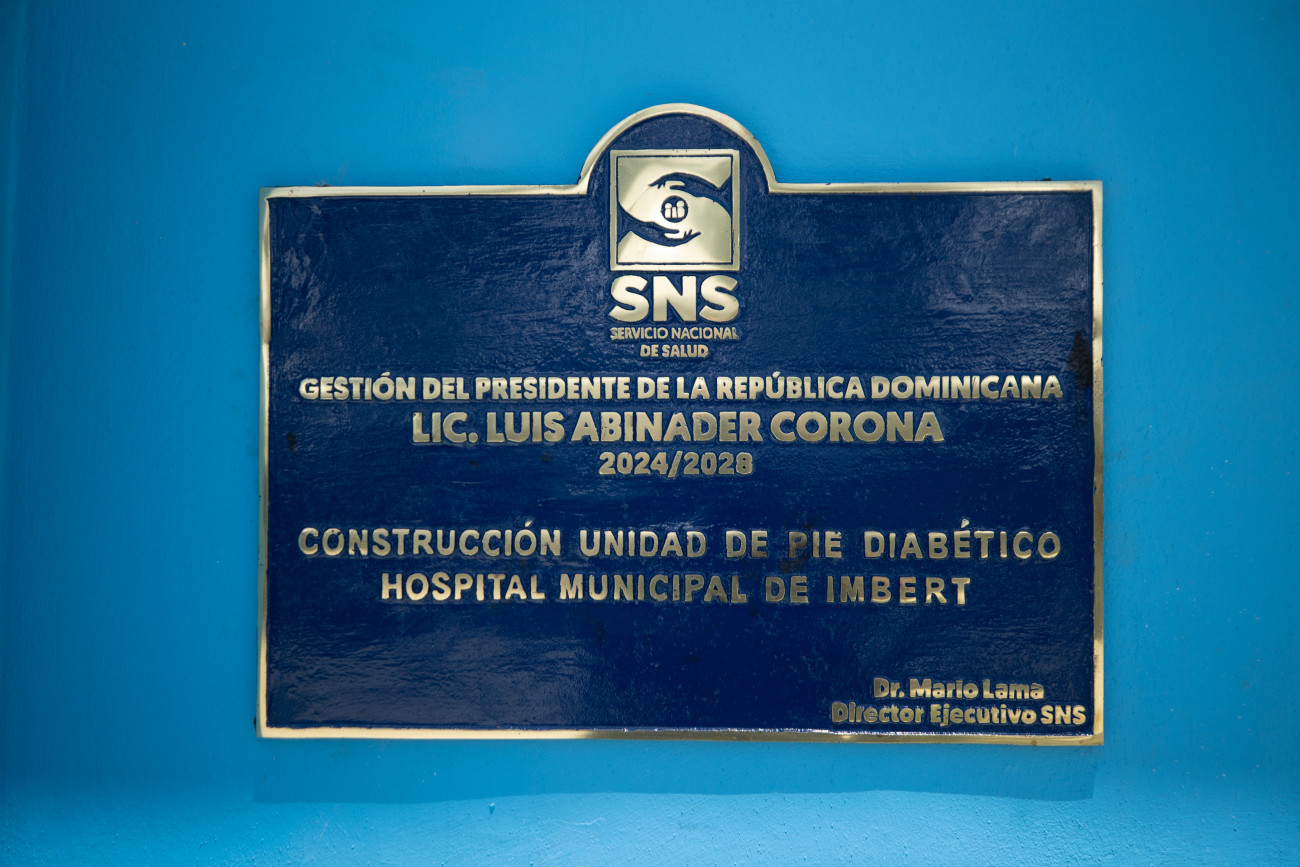 SNS
SERVICIO NACIONAL
DE SALUD
GESTIÓN DEL PRESIDENTE DE LA REPÚBLICA DOMINICANA
LIC. LUIS ABINADER CORONA
2024/2028
CONSTRUCCIÓN UNIDAD DE PIE DIABÉTICO
HOSPITAL MUNICIPAL DE IMBERT
Dr. Mario Lama
Director Ejecutivo SNS